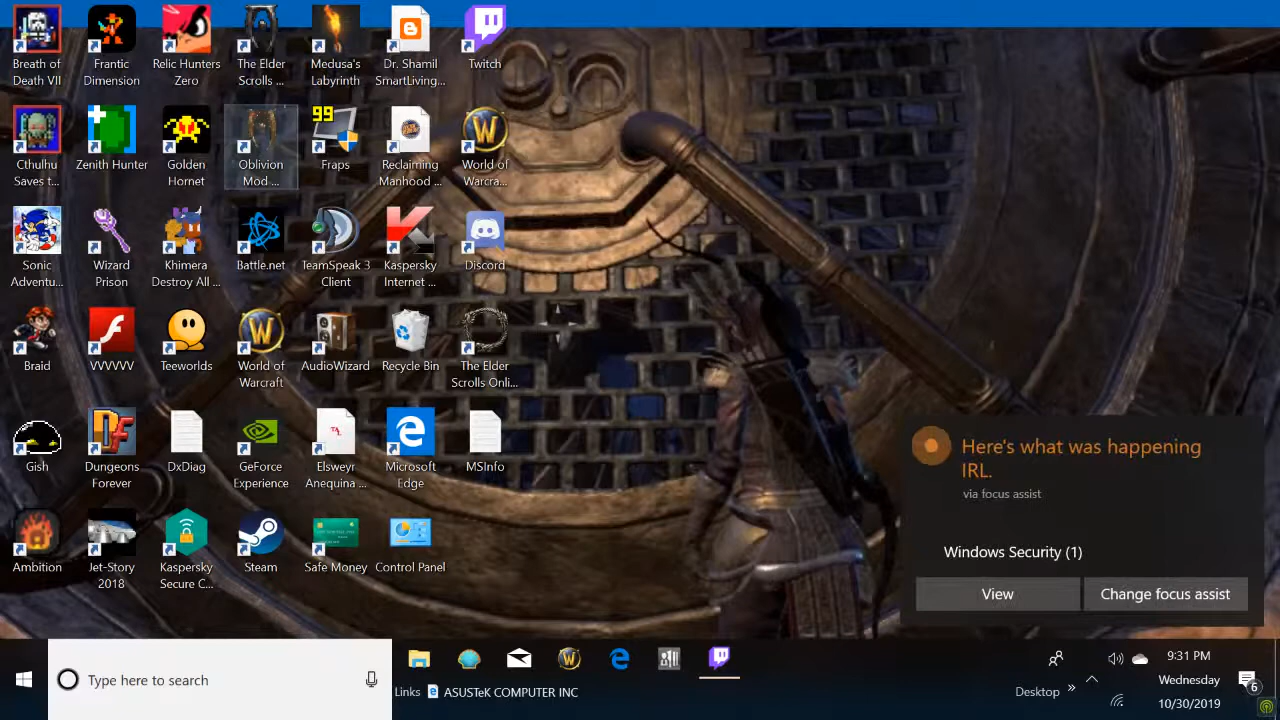 Breath of
Death VII
Frantic
Dimension
Relic Hunters
Zero
The Elder
Scrolls ...
Medusa's
Labyrinth
Dr. Shamil
SmartLiving...
Twitch
Cthulhu
Saves t...
Zenith Hunter
Golden
Hornet
Oblivion
Mod ...
99
Fraps
Reclaiming
Manhood ...
World of
Warcra...
Sonic
Adventu...
Wizard
Prison
Khimera
Destroy All ...
Battle.net
TeamSpeak 3
Client
Kaspersky
Internet ...
Discord
Braid
VVVVVV
Teeworlds
World of
Warcraft
AudioWizard
Recycle Bin
The Elder
Scrolls Onli...
Gish
Dungeons
Forever
DxDiag
GeForce
Experience
Elsweyr
Anequina ...
Microsoft
Edge
MSInfo
Ambition
Jet-Story
2018
Kaspersky
Secure C...
Steam
Safe Money
Control Panel
Here's what was happening
IRL.
via focus assist
Windows Security (1)
View
Change focus assist
Type here to search
Links
ASUSTeK COMPUTER INC
Desktop
9:31 PM
Wednesday
10/30/2019
6